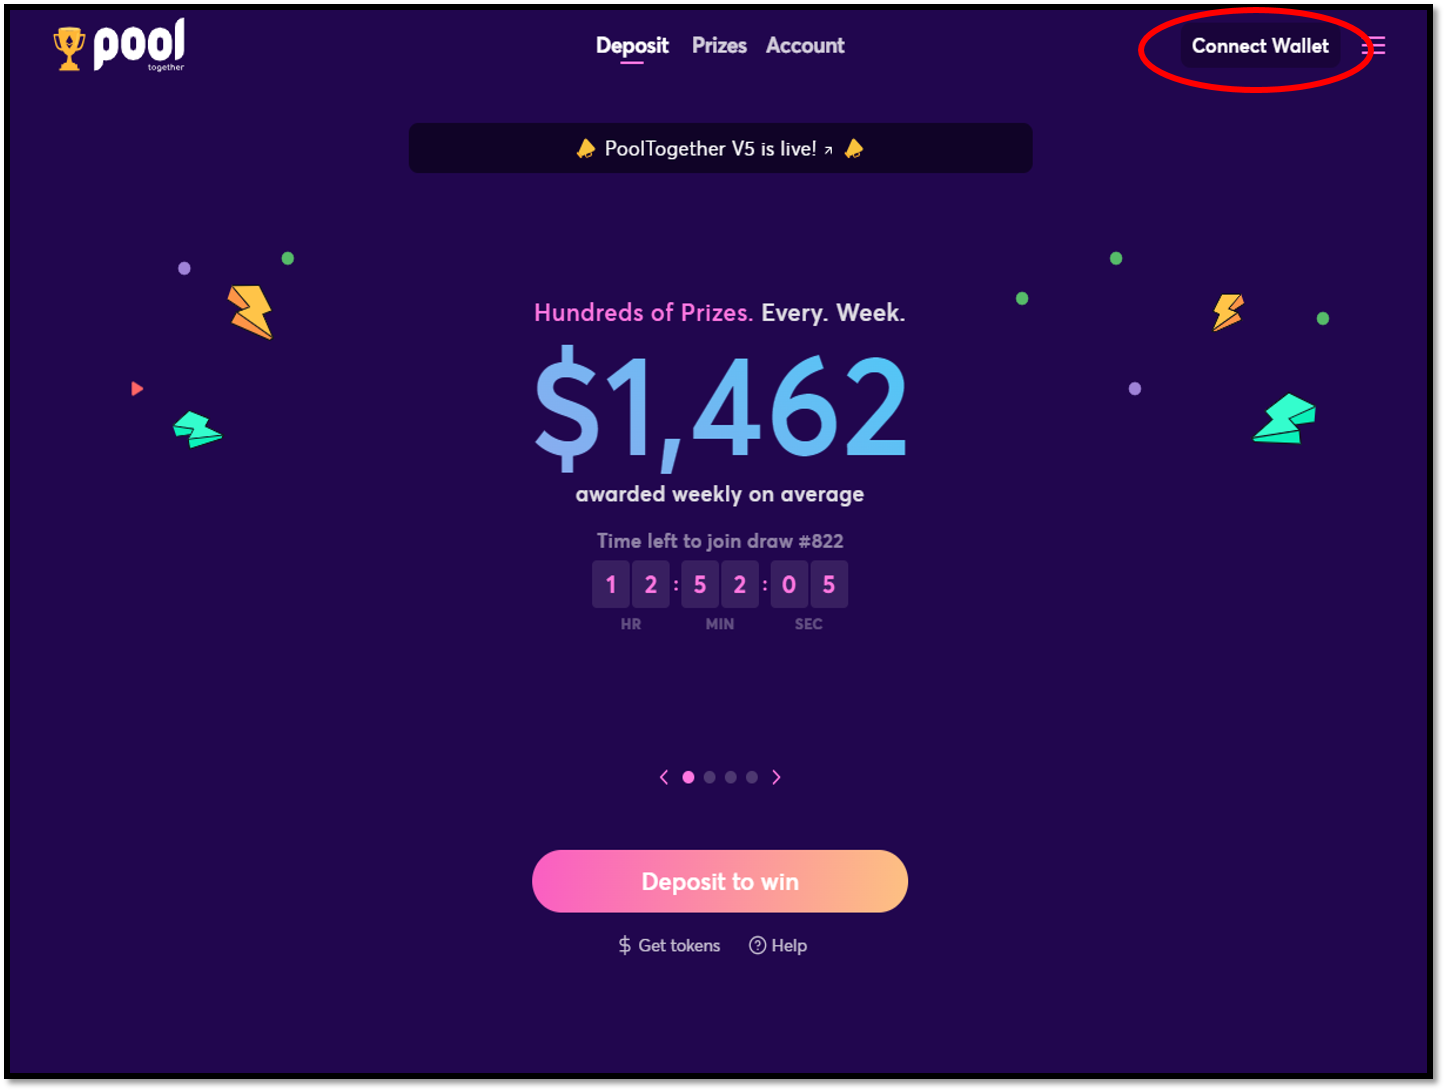 pool
together
Deposit Prizes Account
Connect Wallet
PoolTogether V5 is live!
Hundreds of Prizes. Every. Week.
$1,462
awarded weekly on average
Time left to join draw #822
1 2 : 5 2 : 0 5
HR MIN SEC
Deposit to win
$ Get tokens ? Help